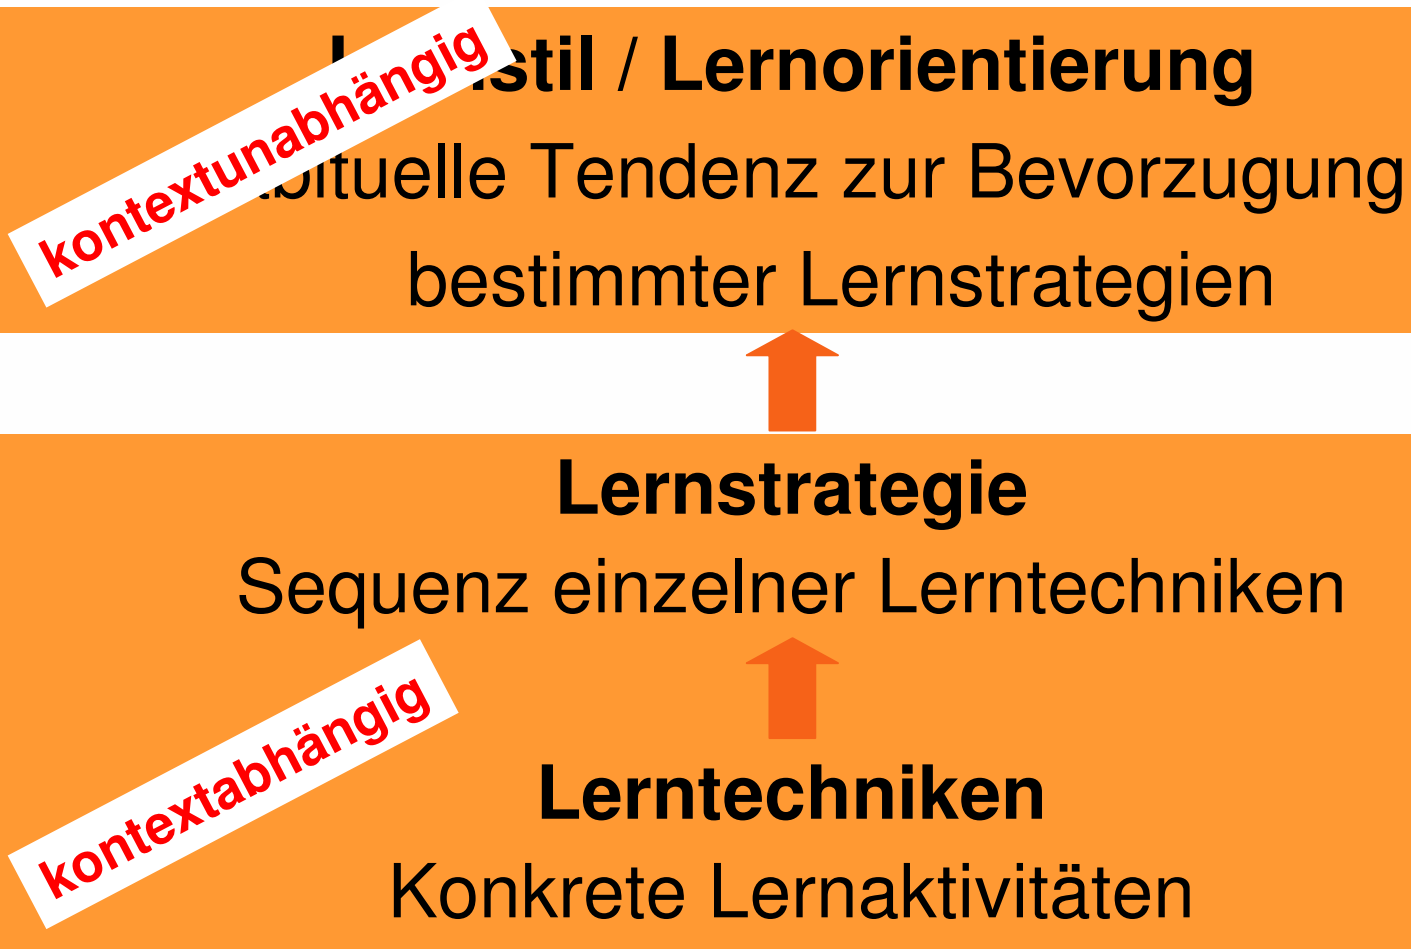 kontextunabhängig
stil / Lernorientierung
bituelle Tendenz zur Bevorzugung
bestimmter Lernstrategien
Lernstrategie
Sequenz einzelner Lerntechniken
kontextabhängig
Lerntechniken
Konkrete Lernaktivitäten